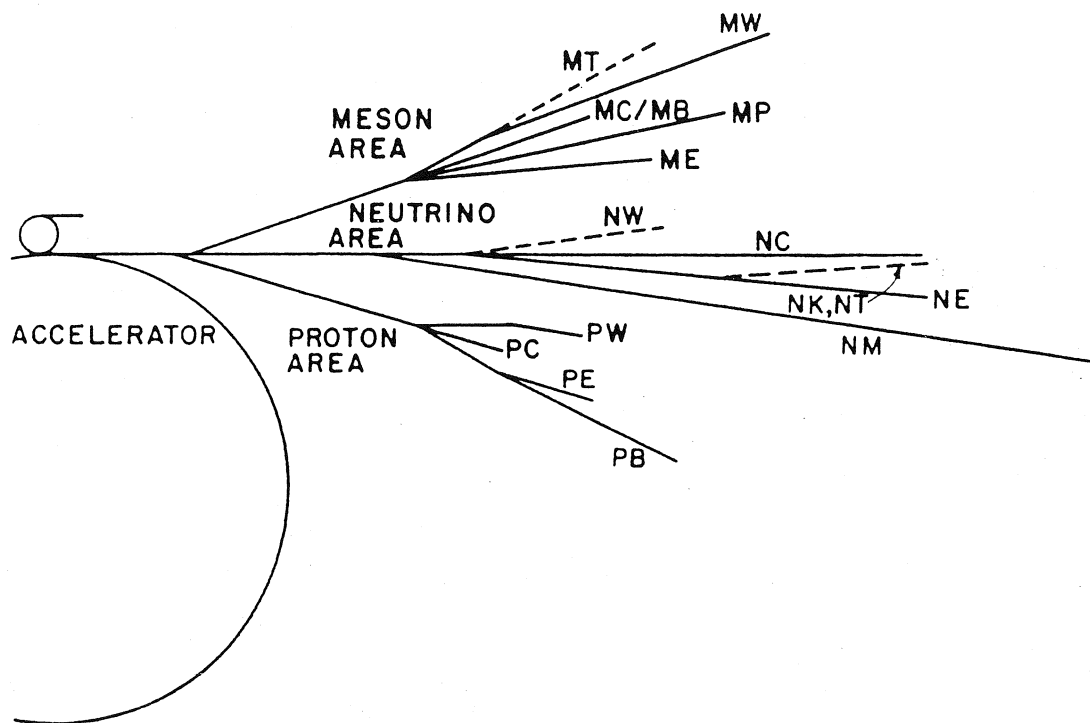 MW
MT
MC/MB
MP
MESON
AREA
ME
NEUTRINO
AREA
NW
NC
NK,NT
NE
ACCELERATOR
PROTON
AREA
PW
PC
NM
PE
PB